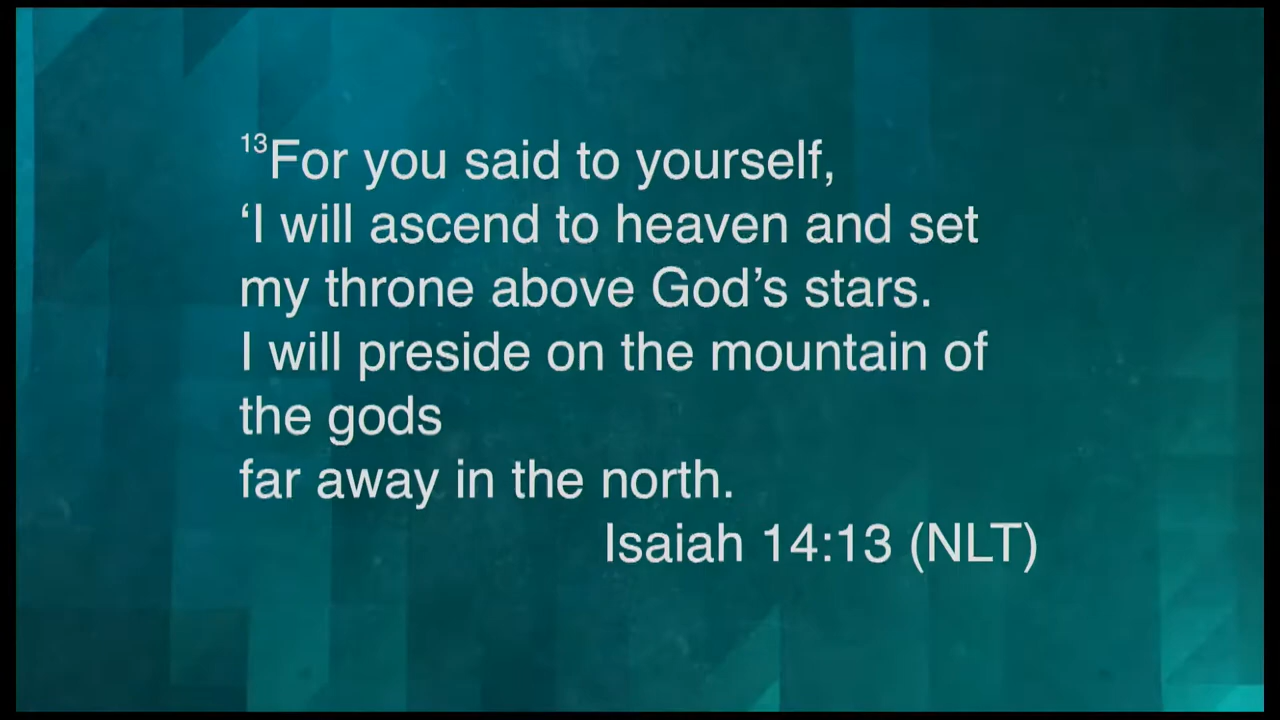 ¹³For you said to yourself,
‘I will ascend to heaven and set
my throne above God’s stars.
I will preside on the mountain of
the gods
far away in the north.
Isaiah 14:13 (NLT)